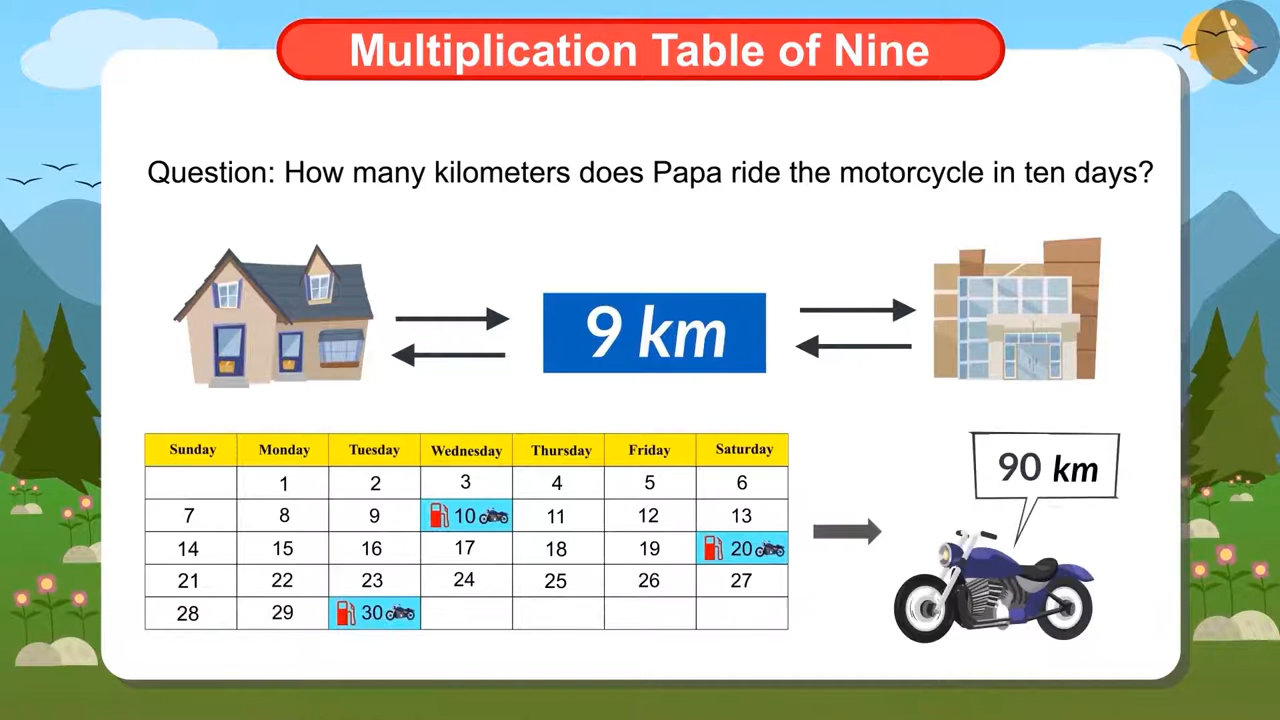 Multiplication Table of Nine
Question: How many kilometers does Papa ride the motorcycle in ten days?
9 km
Sunday Monday Tuesday Wednesday Thursday Friday Saturday
1 2 3 4 5 6
7 8 9 10 11 12 13
14 15 16 17 18 19 20
21 22 23 24 25 26 27
28 29 30
90 km